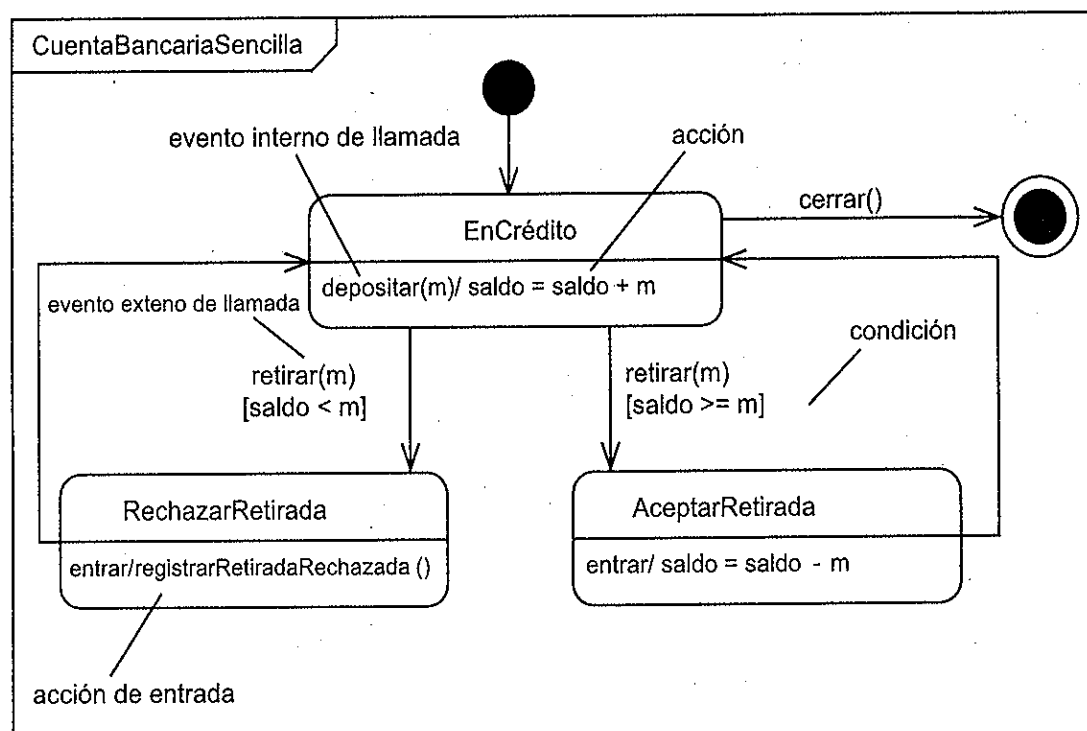 CuentaBancariaSencilla
evento interno de llamada
acción
cerrar()
EnCrédito
depositar(m)/ saldo = saldo + m
evento exteno de llamada
condición
retirar(m)
[saldo < m]
retirar(m)
[saldo >= m]
RechazarRetirada
AceptarRetirada
entrar/registrarRetiradaRechazada ()
entrar/ saldo = saldo - m
acción de entrada